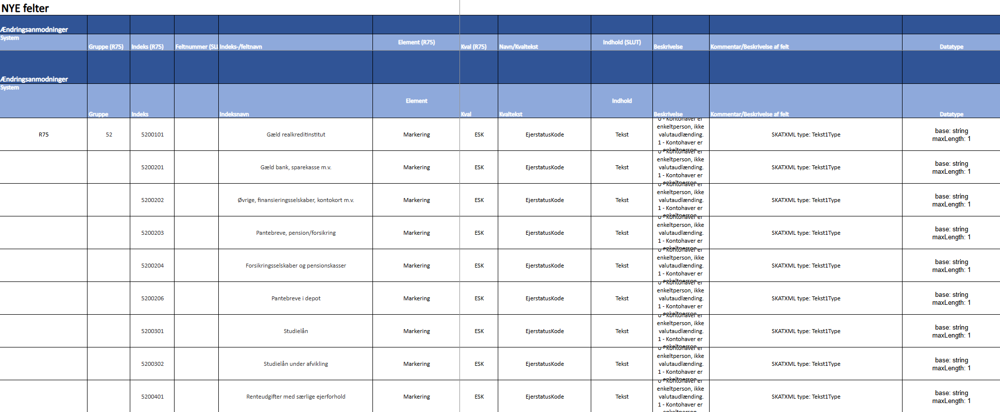 NYE felter
Ændringsanmodninger
System Gruppe (R75) Indeks (R75) Feltnummer (SLU Indeks-/feltnavn Element (R75) Kval (R75) Navn/Kvaltekst Indhold (SLUT) Beskrivelse Kommentar/Beskrivelse af felt Datatype
Ændringsanmodninger
System Gruppe Indeks Indeksnavn Element Kval Kvaltekst Indhold Beskrivelse Kommentar/Beskrivelse af felt Datatype
R75 52 5200101 Gæld realkreditinstitut Markering ESK EjerstatusKode Tekst 0 - Kontohaver er
enkeltperson, ikke
valutaudlænding.
1 - Kontohaver er
enkeltperson SKATXML type: Tekst1Type base: string
maxLength: 1
5200201 Gæld bank, sparekasse m.v. Markering ESK EjerstatusKode Tekst 0 - Kontohaver er
enkeltperson, ikke
valutaudlænding.
1 - Kontohaver er
enkeltperson SKATXML type: Tekst1Type base: string
maxLength: 1
5200202 Øvrige, finansieringsselskaber, kontokort m.v. Markering ESK EjerstatusKode Tekst 0 - Kontohaver er
enkeltperson, ikke
valutaudlænding.
1 - Kontohaver er
enkeltperson SKATXML type: Tekst1Type base: string
maxLength: 1
5200203 Pantebreve, pension/forsikring Markering ESK EjerstatusKode Tekst 0 - Kontohaver er
enkeltperson, ikke
valutaudlænding.
1 - Kontohaver er
enkeltperson SKATXML type: Tekst1Type base: string
maxLength: 1
5200204 Forsikringsselskaber og pensionskasser Markering ESK EjerstatusKode Tekst 0 - Kontohaver er
enkeltperson, ikke
valutaudlænding.
1 - Kontohaver er
enkeltperson SKATXML type: Tekst1Type base: string
maxLength: 1
5200206 Pantebreve i depot Markering ESK EjerstatusKode Tekst 0 - Kontohaver er
enkeltperson, ikke
valutaudlænding.
1 - Kontohaver er
enkeltperson SKATXML type: Tekst1Type base: string
maxLength: 1
5200301 Studielån Markering ESK EjerstatusKode Tekst 0 - Kontohaver er
enkeltperson, ikke
valutaudlænding.
1 - Kontohaver er
enkeltperson SKATXML type: Tekst1Type base: string
maxLength: 1
5200302 Studielån under afvikling Markering ESK EjerstatusKode Tekst 0 - Kontohaver er
enkeltperson, ikke
valutaudlænding.
1 - Kontohaver er
enkeltperson SKATXML type: Tekst1Type base: string
maxLength: 1
5200401 Renteudgifter med særlige ejerforhold Markering ESK EjerstatusKode Tekst 0 - Kontohaver er
enkeltperson, ikke
valutaudlænding.
1 - Kontohaver er
enkeltperson SKATXML type: Tekst1Type base: string
maxLength: 1